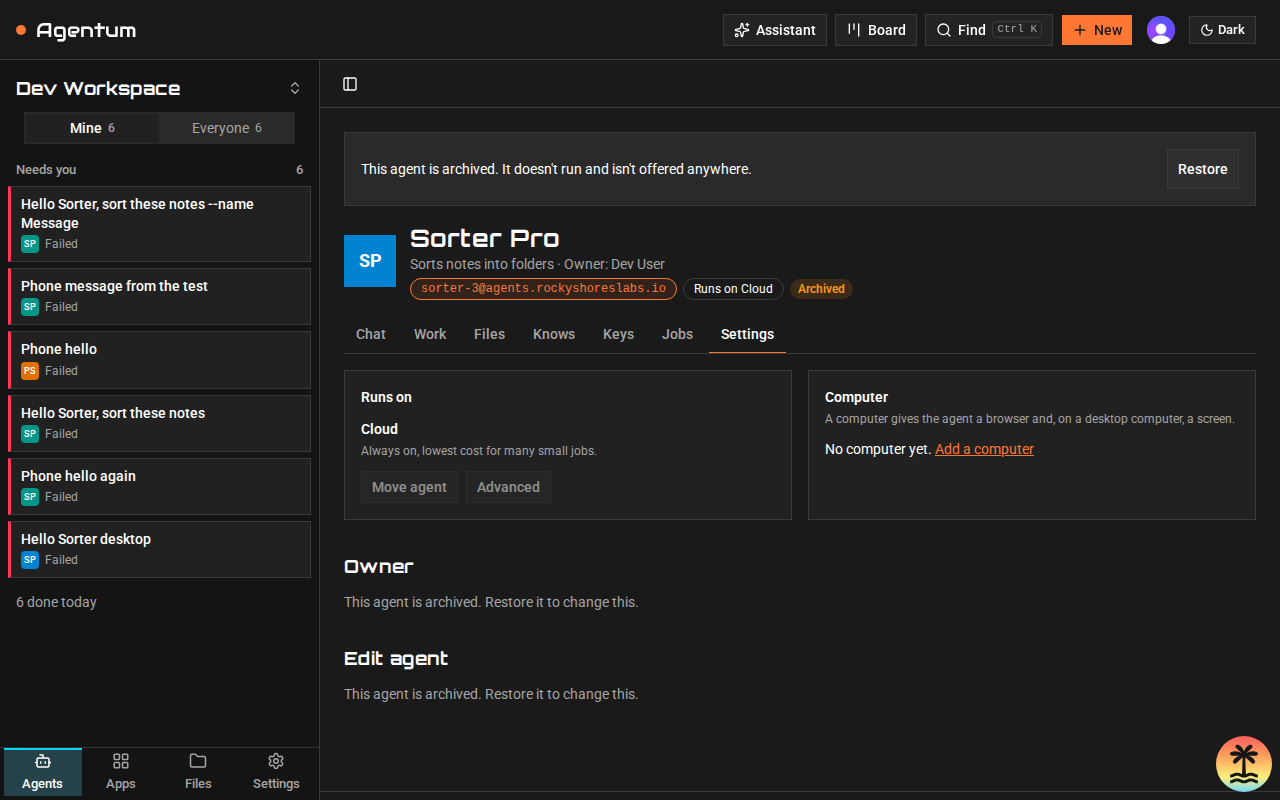 Agentum
Assistant
Board
Find Ctrl K
New
Dark
Dev Workspace
Mine 6
Everyone 6
Needs you 6
Hello Sorter, sort these notes --name
Message
SP Failed
Phone message from the test
SP Failed
Phone hello
PS Failed
Hello Sorter, sort these notes
SP Failed
Phone hello again
SP Failed
Hello Sorter desktop
SP Failed
6 done today
Agents
Apps
Files
Settings
This agent is archived. It doesn't run and isn't offered anywhere.
Restore
SP
Sorter Pro
Sorts notes into folders · Owner: Dev User
sorter-3@agents.rockyshoreslabs.io
Runs on Cloud
Archived
Chat
Work
Files
Knows
Keys
Jobs
Settings
Runs on
Cloud
Always on, lowest cost for many small jobs.
Move agent
Advanced
Computer
A computer gives the agent a browser and, on a desktop computer, a screen.
No computer yet. Add a computer
Owner
This agent is archived. Restore it to change this.
Edit agent
This agent is archived. Restore it to change this.